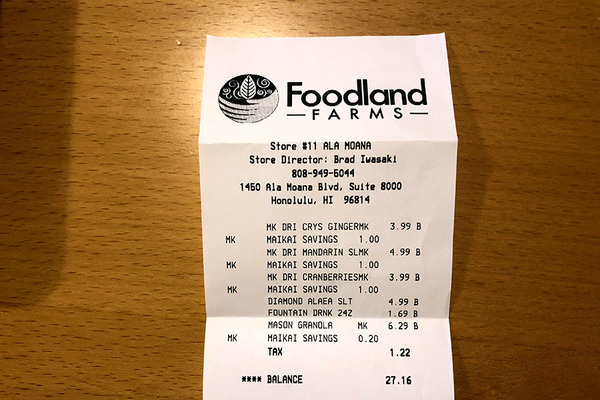 Foodland
FARMS
Store #11 ALA MOANA
Store Director: Brad Iwasaki
808-949-5044
1450 Ala Moana Blvd, Suite 8000
Honolulu, HI 96814
MK DRI CRYS GINGERMK 3.99 B
MK MAIKAI SAVINGS 1.00
MK DRI MANDARIN SLMK 4.99 B
MK MAIKAI SAVINGS 1.00
MK DRI CRANBERRIESMK 3.99 B
MK MAIKAI SAVINGS 1.00
DIAMOND ALAEA SLT 4.99 B
FOUNTAIN DRNK 24Z 1.69 B
MASON GRANOLA MK 6.29 B
MK MAIKAI SAVINGS 0.20
TAX 1.22
**** BALANCE 27.16